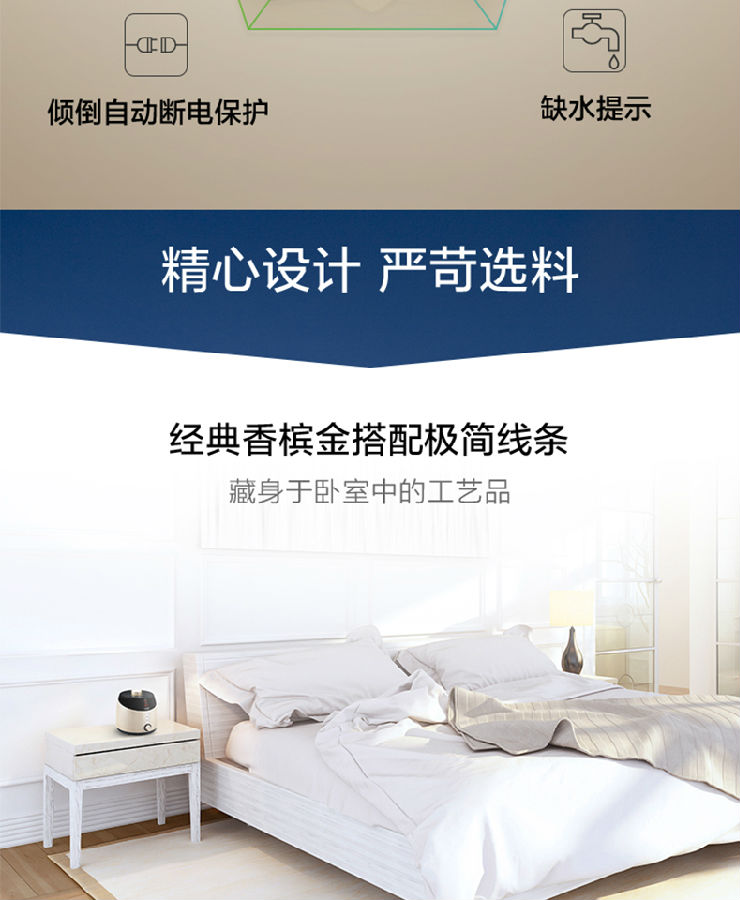 倾倒自动断电保护
缺水提示
精心设计 严苛选料
经典香槟金搭配极简线条
藏身于卧室中的工艺品